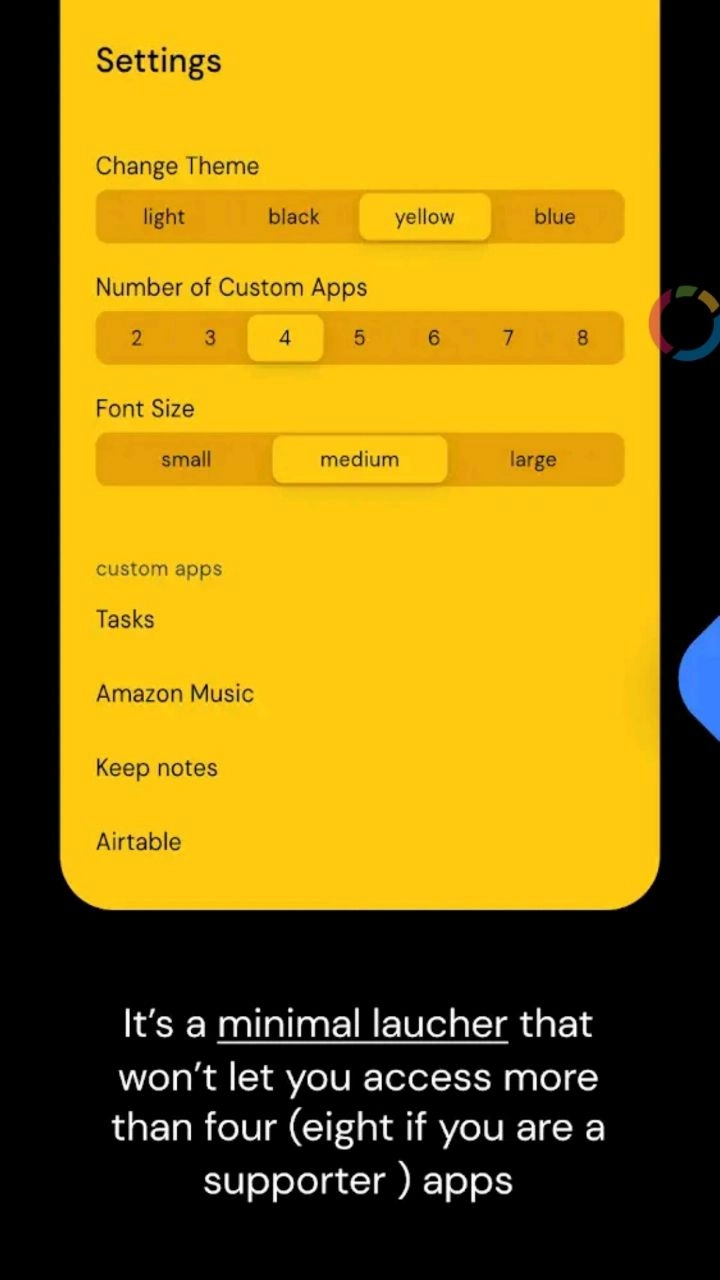 Settings
Change Theme
light black yellow blue
Number of Custom Apps
2 3 4 5 6 7 8
Font Size
small medium large
custom apps
Tasks
Amazon Music
Keep notes
Airtable
It's a minimal laucher that
won't let you access more
than four (eight if you are a
supporter ) apps